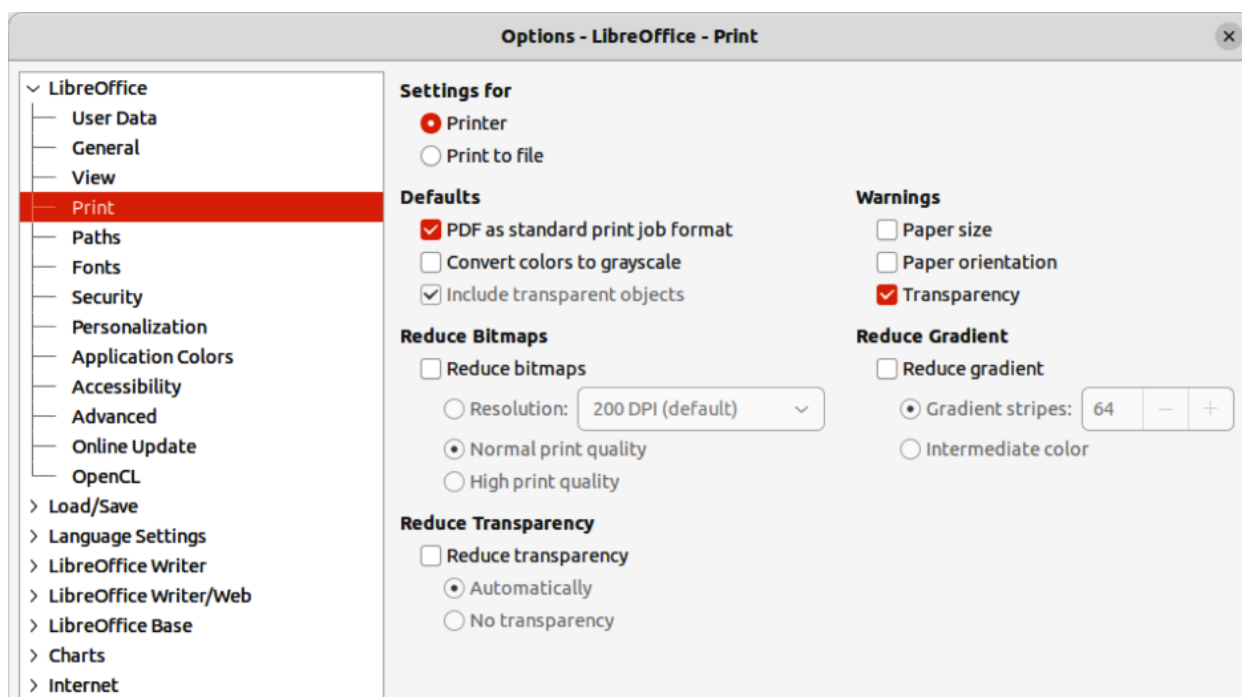 Options - LibreOffice - Print
LibreOffice
User Data
General
View
Print
Paths
Fonts
Security
Personalization
Application Colors
Accessibility
Advanced
Online Update
OpenCL
Load/Save
Language Settings
LibreOffice Writer
LibreOffice Writer/Web
LibreOffice Base
Charts
Internet
Settings for
Printer
Print to file
Defaults
PDF as standard print job format
Convert colors to grayscale
Include transparent objects
Warnings
Paper size
Paper orientation
Transparency
Reduce Bitmaps
Reduce bitmaps
Resolution: 200 DPI (default)
Normal print quality
High print quality
Reduce Gradient
Reduce gradient
Gradient stripes: 64
Intermediate color
Reduce Transparency
Reduce transparency
Automatically
No transparency